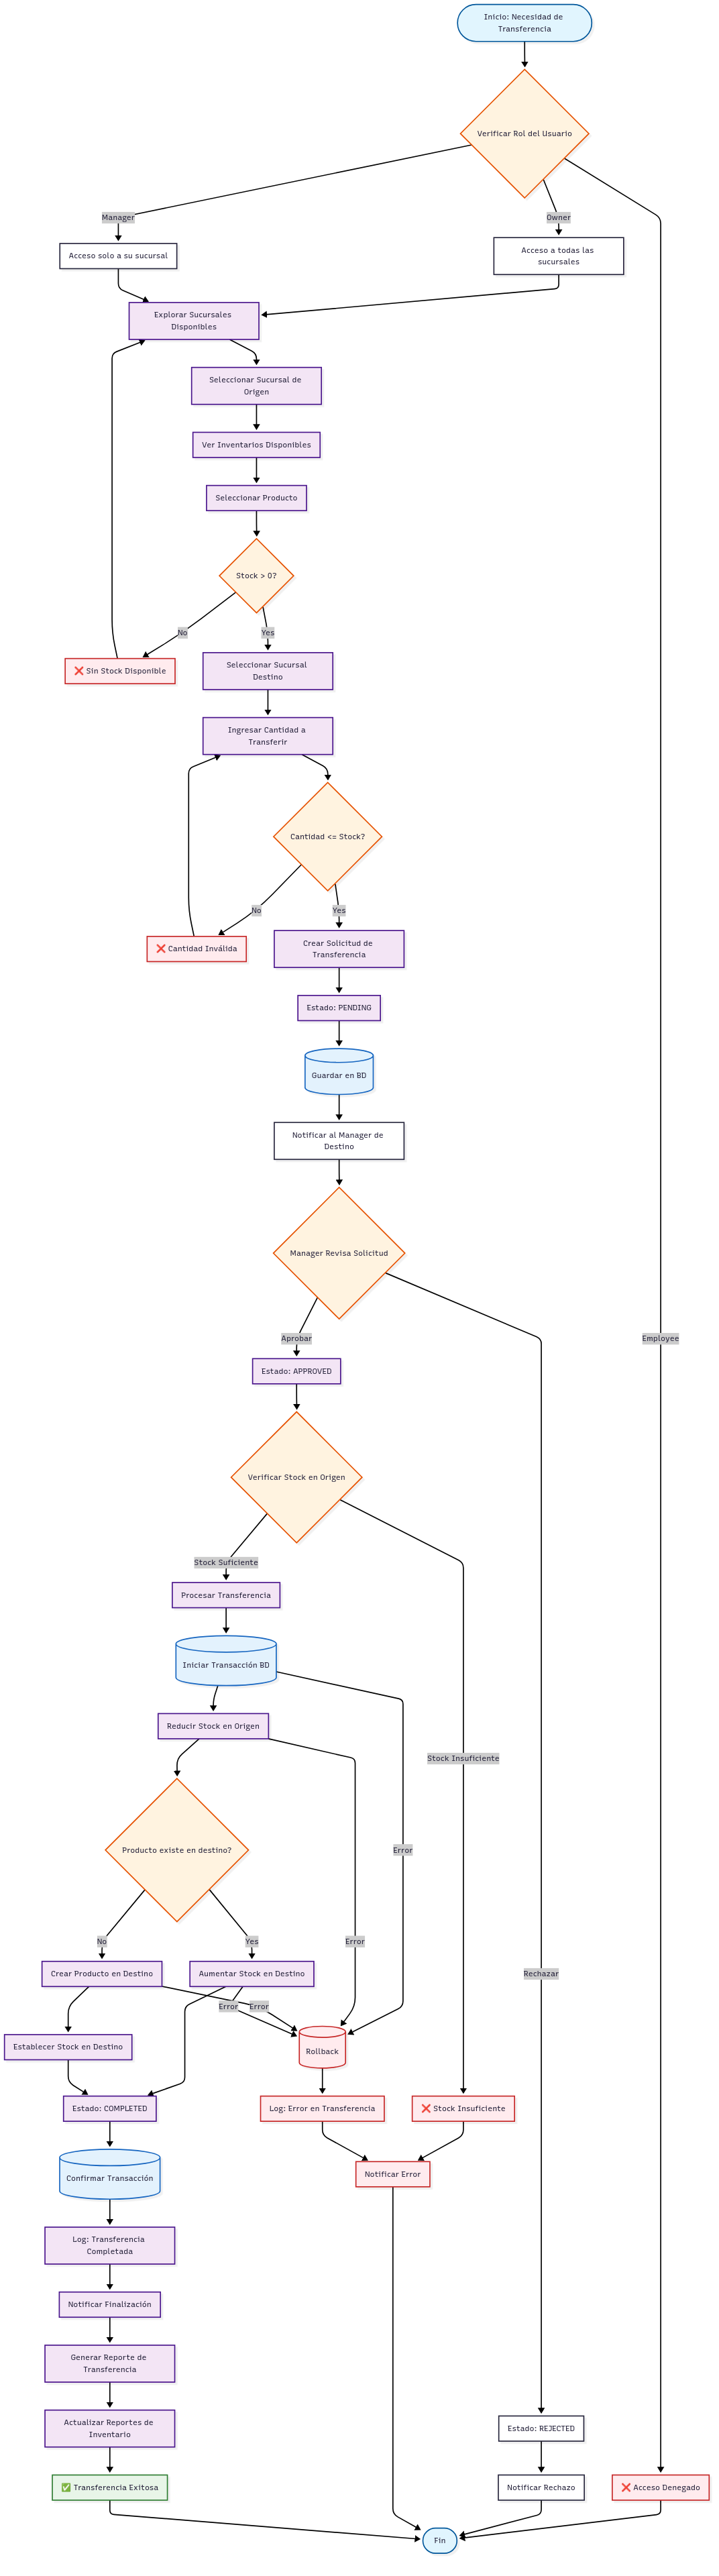 Inicio: Necesidad de
Transferencia
Verificar Rol del Usuario
Manager
Owner
Acceso solo a su sucursal
Acceso a todas las
sucursales
Explorar Sucursales
Disponibles
Seleccionar Sucursal de
Origen
Ver Inventarios Disponibles
Seleccionar Producto
Stock > 0?
No
Yes
❌ Sin Stock Disponible
Seleccionar Sucursal
Destino
Ingresar Cantidad a
Transferir
Cantidad <= Stock?
No
Yes
❌ Cantidad Inválida
Crear Solicitud de
Transferencia
Estado: PENDING
Guardar en BD
Notificar al Manager de
Destino
Manager Revisa Solicitud
Aprobar
Employee
Estado: APPROVED
Verificar Stock en Origen
Stock Suficiente
Procesar Transferencia
Iniciar Transacción BD
Reducir Stock en Origen
Stock Insuficiente
Producto existe en destino?
Error
No
Yes
Error
Rechazar
Crear Producto en Destino
Aumentar Stock en Destino
Error
Error
Establecer Stock en Destino
Rollback
Estado: COMPLETED
Log: Error en Transferencia
❌ Stock Insuficiente
Confirmar Transacción
Notificar Error
Log: Transferencia
Completada
Notificar Finalización
Generar Reporte de
Transferencia
Actualizar Reportes de
Inventario
Estado: REJECTED
✅ Transferencia Exitosa
Notificar Rechazo
❌ Acceso Denegado
Fin